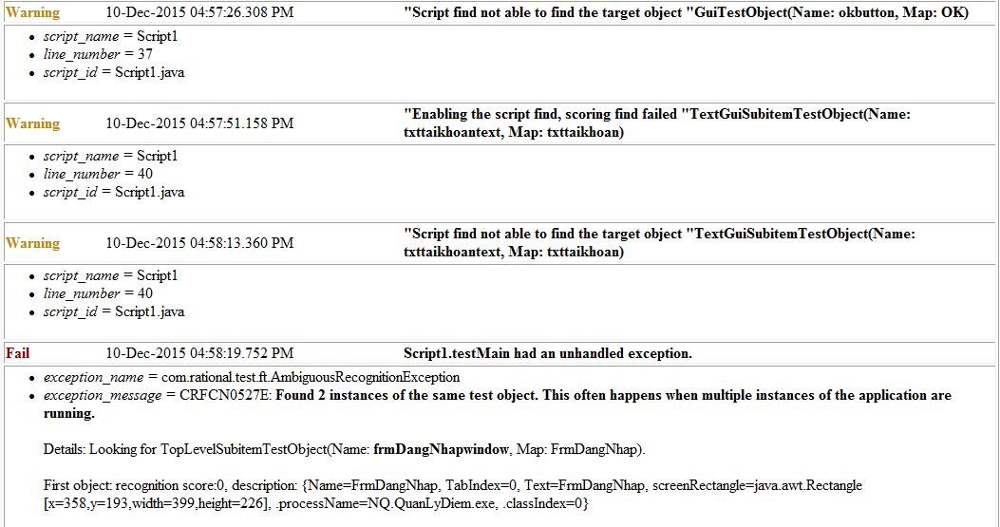 Warning 10-Dec-2015 04:57:26.308 PM "Script find not able to find the target object "GuiTestObject(Name: okbutton, Map: OK)
• script_name = Script1
• line_number = 37
• script_id = Script1.java
Warning 10-Dec-2015 04:57:51.158 PM "Enabling the script find, scoring find failed "TextGuiSubitemTestObject(Name:
txttaikhoantext, Map: txttaikhoan)
• script_name = Script1
• line_number = 40
• script_id = Script1.java
Warning 10-Dec-2015 04:58:13.360 PM "Script find not able to find the target object "TextGuiSubitemTestObject(Name:
txttaikhoantext, Map: txttaikhoan)
• script_name = Script1
• line_number = 40
• script_id = Script1.java
Fail 10-Dec-2015 04:58:19.752 PM Script1.testMain had an unhandled exception.
• exception_name = com.rational.test.ft.AmbiguousRecognitionException
• exception_message = CRFCN0527E: Found 2 instances of the same test object. This often happens when multiple instances of the application are
running.
Details: Looking for TopLevelSubitemTestObject(Name: frmDangNhapwindow, Map: FrmDangNhap).
First object: recognition score:0, description: {Name=FrmDangNhap, TabIndex=0, Text=FrmDangNhap, screenRectangle=java.awt.Rectangle
[x=358,y=193,width=399,height=226], .processName=NQ.QuanLyDiem.exe, .classIndex=0}